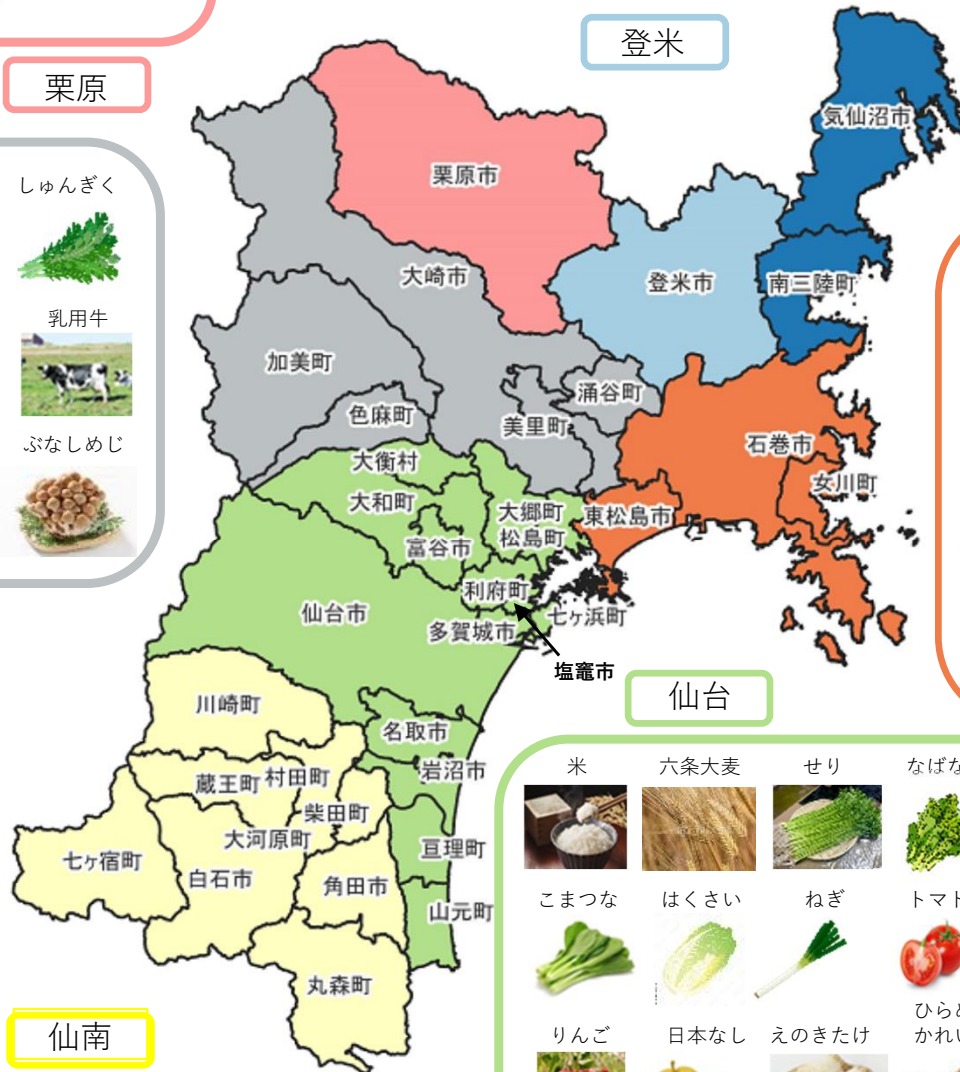 登米
栗原
気仙沼市
栗原市
しゅんぎく
大崎市
登米市
南三陸町
乳用牛
加美町
涌谷町
色麻町
美里町
ぶなしめじ
石巻市
大衡村
女川町
大和町
大郷町
東松島市
松島町
富谷市
利府町
仙台市
七ヶ浜町
多賀城市
塩竈市
仙台
川崎町
名取市
米
六条大麦
せり
なばな
岩沼市
蔵王町
村田町
柴田町
大河原町
亘理町
七ヶ宿町
白石市
角田市
こまつな
はくさい
ねぎ
トマト
山元町
丸森町
ひらめ
かれい
りんご
日本なし
えのきたけ
仙南